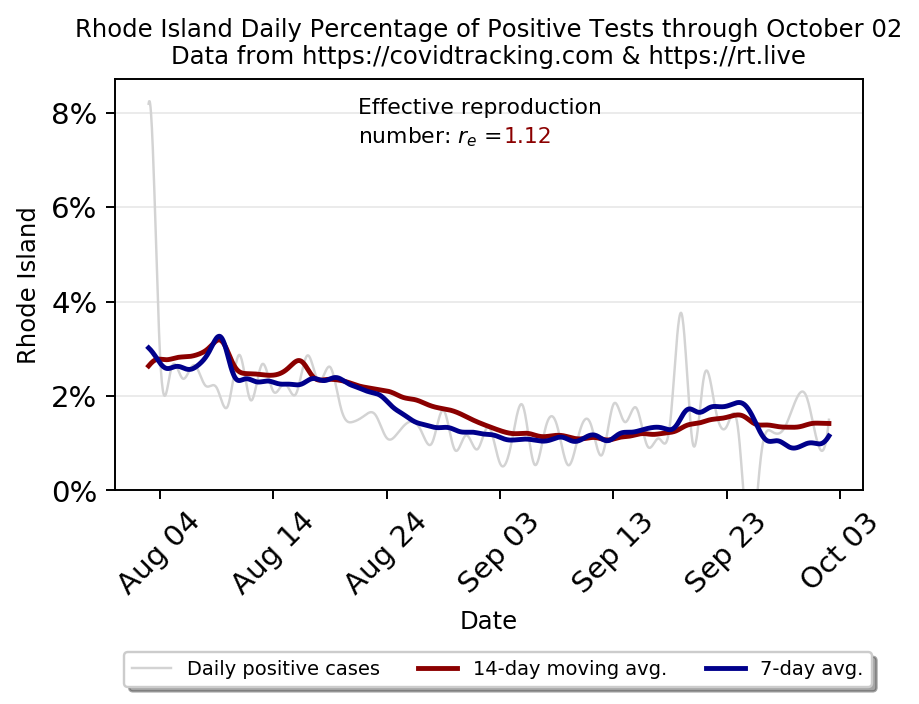 Rhode Island Daily Percentage of Positive Tests through October 02
Data from https://covidtracking.com & https://rt.live
Effective reproduction
number: rₑ =1.12
8%
6%
4%
2%
0%
Rhode Island
Aug 04
Aug 14
Aug 24
Sep 03
Sep 13
Sep 23
Oct 03
Date
Daily positive cases
14-day moving avg.
7-day avg.